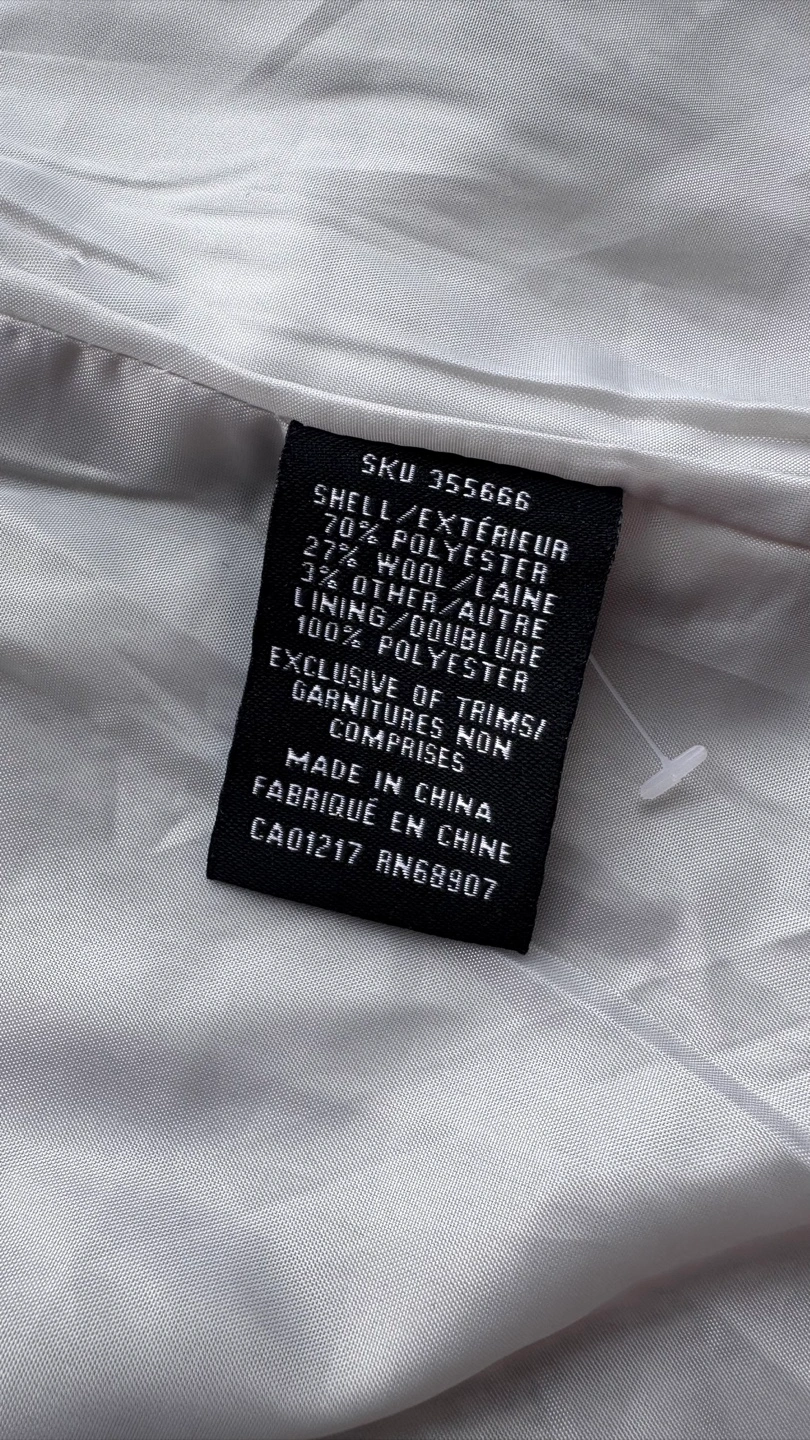 SKU 355666
SHELL/EXTÉRIEUR
70% POLYESTER
27% WOOL/LAINE
3% OTHER/AUTRE
LINING/DOUBLURE
100% POLYESTER
EXCLUSIVE OF TRIMS/
GARNITURES NON
COMPRISES
MADE IN CHINA
FABRIQUÉ EN CHINE
CA01217 RN68907